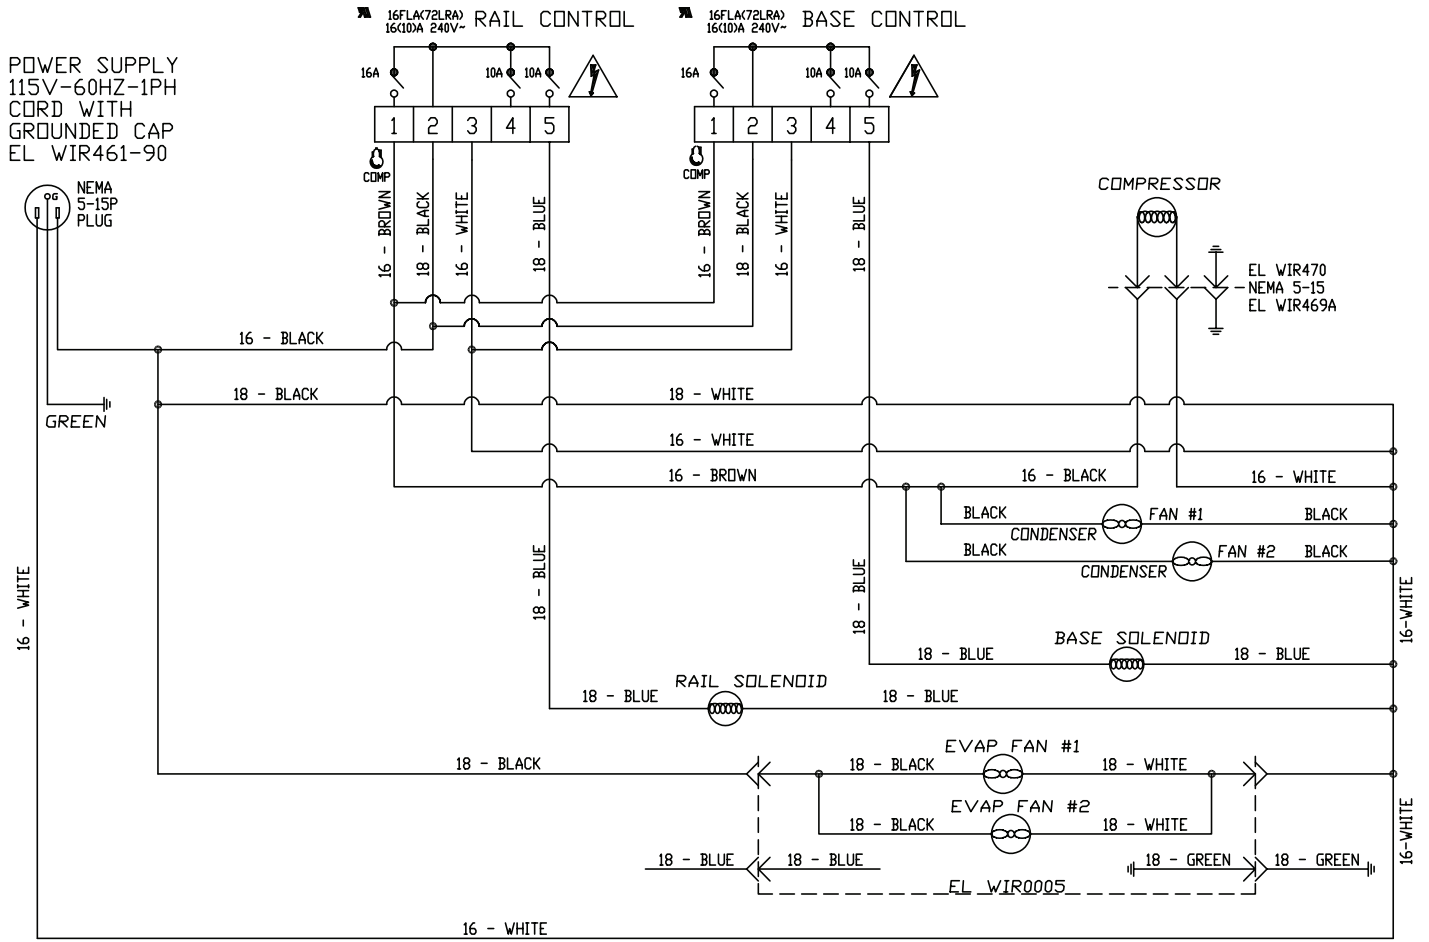 16FLA(72LRA)
16(10)A 240V~
RAIL CONTROL
16FLA(72LRA)
16(10)A 240V~
BASE CONTROL
POWER SUPPLY
115V-60HZ-1PH
CORD WITH
GROUNDED CAP
EL WIR461-90
16A
10A
10A
16A
10A
10A
1
2
3
4
5
1
2
3
4
5
COMP
COMP
G
NEMA
5-15P
PLUG
16 - BROWN
18 - BLACK
16 - WHITE
18 - BLUE
16 - BROWN
18 - BLACK
16 - WHITE
18 - BLUE
COMPRESSOR
EL WIR470
NEMA 5-15
EL WIR469A
16 - BLACK
18 - BLACK
18 - WHITE
GREEN
16 - WHITE
16 - BROWN
16 - BLACK
16 - WHITE
BLACK
FAN #1
BLACK
CONDENSER
BLACK
FAN #2
BLACK
CONDENSER
16 - WHITE
18 - BLUE
18 - BLUE
16-WHITE
BASE SOLENOID
18 - BLUE
18 - BLUE
RAIL SOLENOID
18 - BLUE
18 - BLUE
EVAP FAN #1
18 - BLACK
18 - BLACK
18 - WHITE
EVAP FAN #2
18 - BLACK
18 - WHITE
16-WHITE
18 - BLUE
18 - BLUE
18 - GREEN
18 - GREEN
EL WIR0005
16 - WHITE